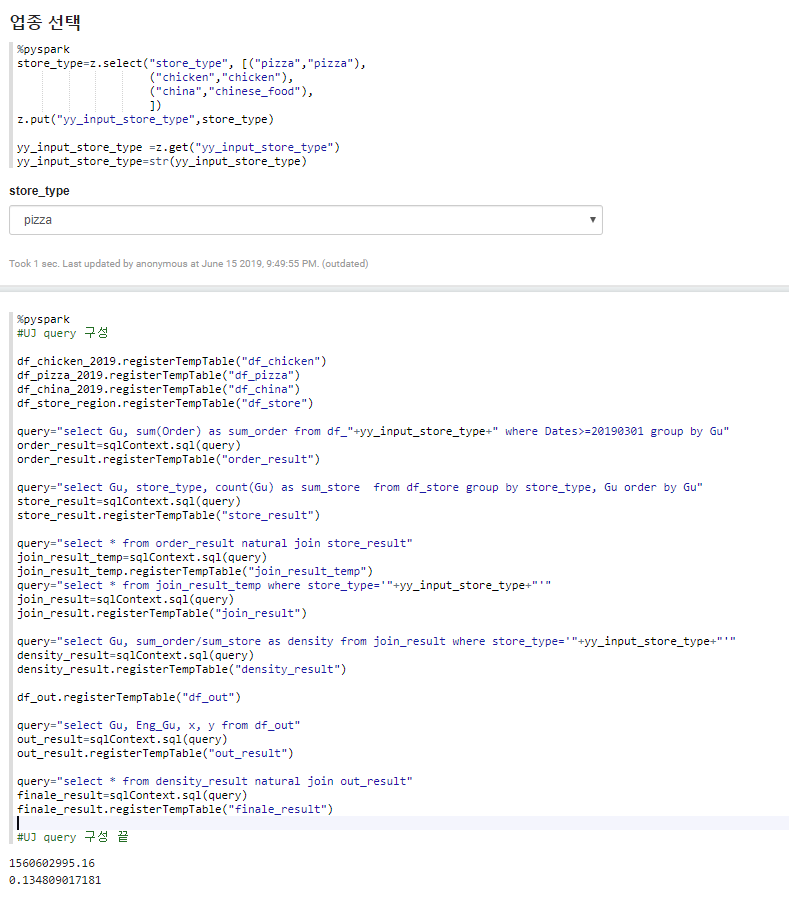 업종 선택
%pyspark
store_type=z.select("store_type", [("pizza","pizza"),
("chicken","chicken"),
("china","chinese_food"),
])
z.put("yy_input_store_type",store_type)
yy_input_store_type =z.get("yy_input_store_type")
yy_input_store_type=str(yy_input_store_type)
store_type
pizza
Took 1 sec. Last updated by anonymous at June 15 2019, 9:49:55 PM. (outdated)
%pyspark
#UJ query 구성
df_chicken_2019.registerTempTable("df_chicken")
df_pizza_2019.registerTempTable("df_pizza")
df_china_2019.registerTempTable("df_china")
df_store_region.registerTempTable("df_store")
query="select Gu, sum(Order) as sum_order from df_"+yy_input_store_type+" where Dates>=20190301 group by Gu"
order_result=sqlContext.sql(query)
order_result.registerTempTable("order_result")
query="select Gu, store_type, count(Gu) as sum_store  from df_store group by store_type, Gu order by Gu"
store_result=sqlContext.sql(query)
store_result.registerTempTable("store_result")
query="select * from order_result natural join store_result"
join_result_temp=sqlContext.sql(query)
join_result_temp.registerTempTable("join_result_temp")
query="select * from join_result_temp where store_type='"+yy_input_store_type+"'"
join_result=sqlContext.sql(query)
join_result.registerTempTable("join_result")
query="select Gu, sum_order/sum_store as density from join_result where store_type='"+yy_input_store_type+"'"
density_result=sqlContext.sql(query)
density_result.registerTempTable("density_result")
df_out.registerTempTable("df_out")
query="select Gu, Eng_Gu, x, y from df_out"
out_result=sqlContext.sql(query)
out_result.registerTempTable("out_result")
query="select * from density_result natural join out_result"
finale_result=sqlContext.sql(query)
finale_result.registerTempTable("finale_result")
#UJ query 구성 끝
1560602995.16
0.134809017181